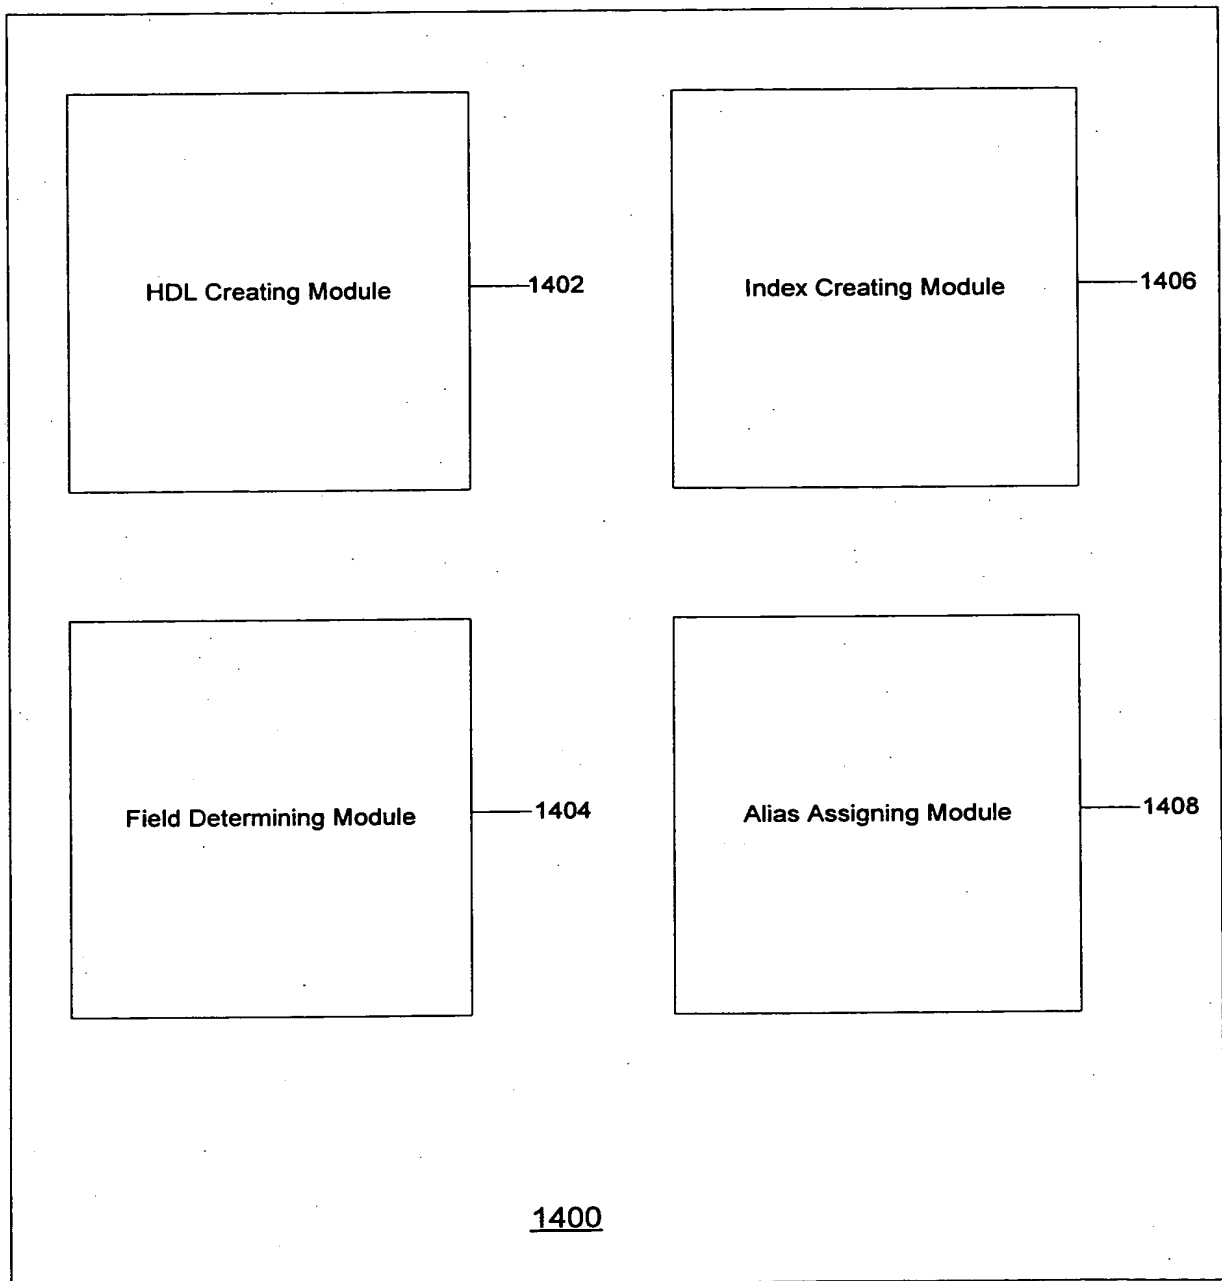 HDL Creating Module
1402
Index Creating Module
1406
Field Determining Module
1404
Alias Assigning Module
1408
1400